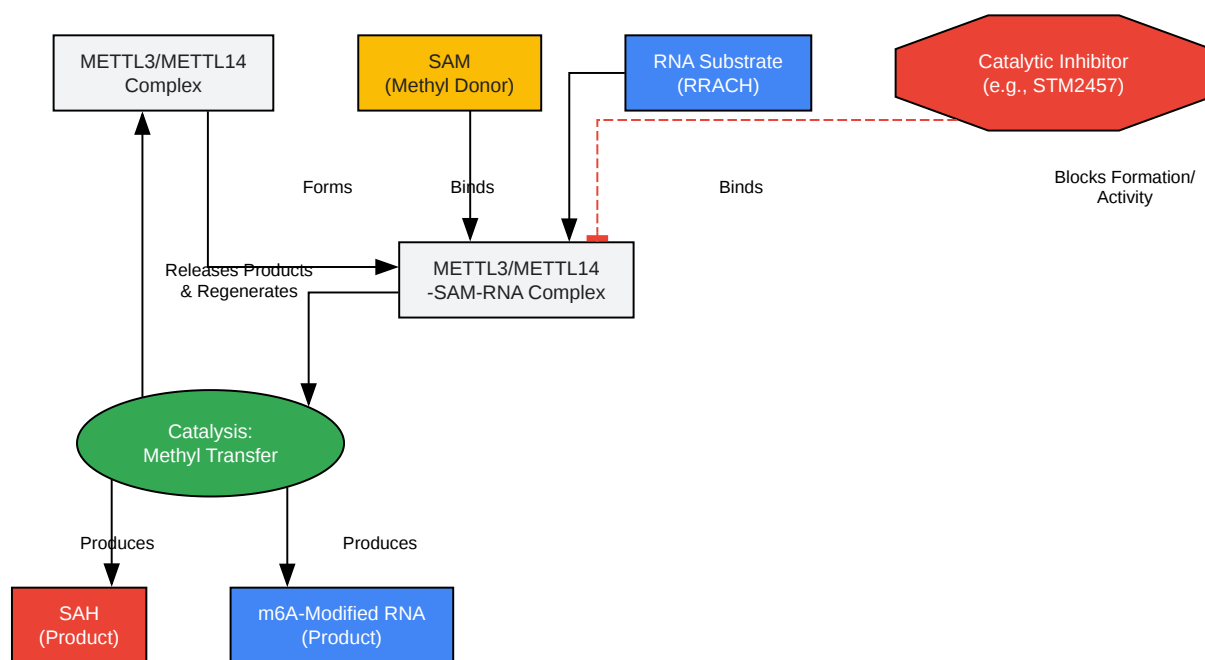 METTL3/METTL14
Complex
SAM
(Methyl Donor)
RNA Substrate
(RRACH)
Catalytic Inhibitor
(e.g., STM2457)
Forms
Binds
Binds
Blocks Formation/
Activity
Releases Products
& Regenerates
METTL3/METTL14
-SAM-RNA Complex
Catalysis:
Methyl Transfer
Produces
Produces
SAH
(Product)
m6A-Modified RNA
(Product)